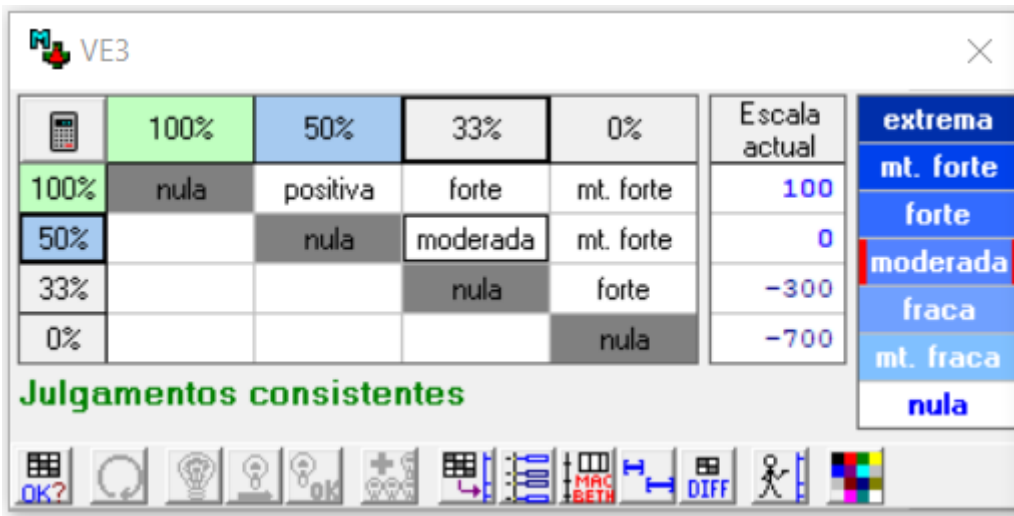 VE3
100% 50% 33% 0% Escala actual extrema
100% nula positiva forte mt. forte 100 mt. forte
50% nula moderada mt. forte 0 forte
moderada
33% nula forte -300 fraca
0% nula -700 mt. fraca
Julgamentos consistentes nula
OK? OK MAC BETH DIFF